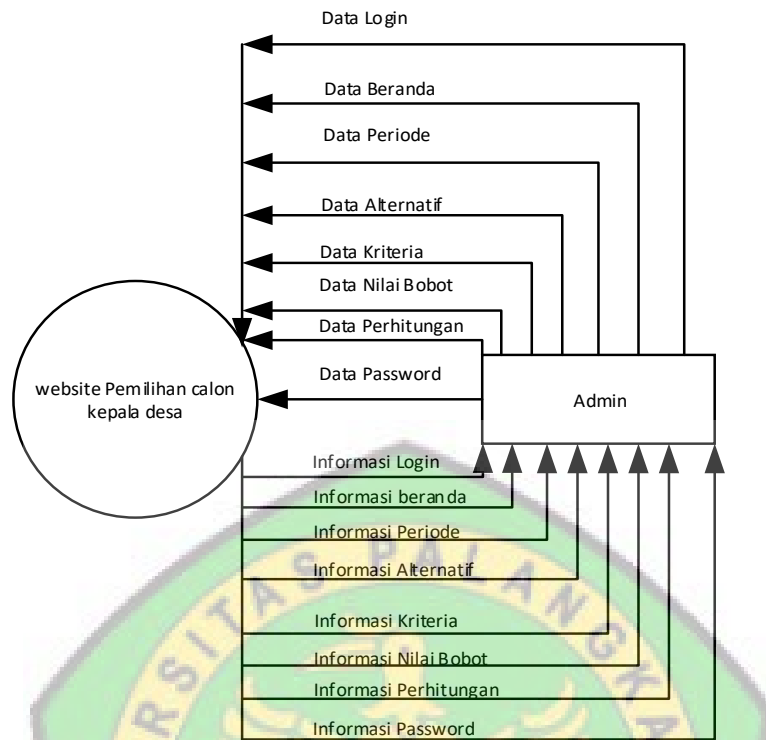 Data Login
Data Beranda
Data Periode
Data Alternatif
Data Kriteria
Data Nilai Bobot
Data Perhitungan
Data Password
website Pemilihan calon
kepala desa
Admin
Informasi Login
Informasi beranda
Informasi Periode
Informasi Alternatif
Informasi Kriteria
Informasi Nilai Bobot
Informasi Perhitungan
Informasi Password
RSITAS PALANGKA